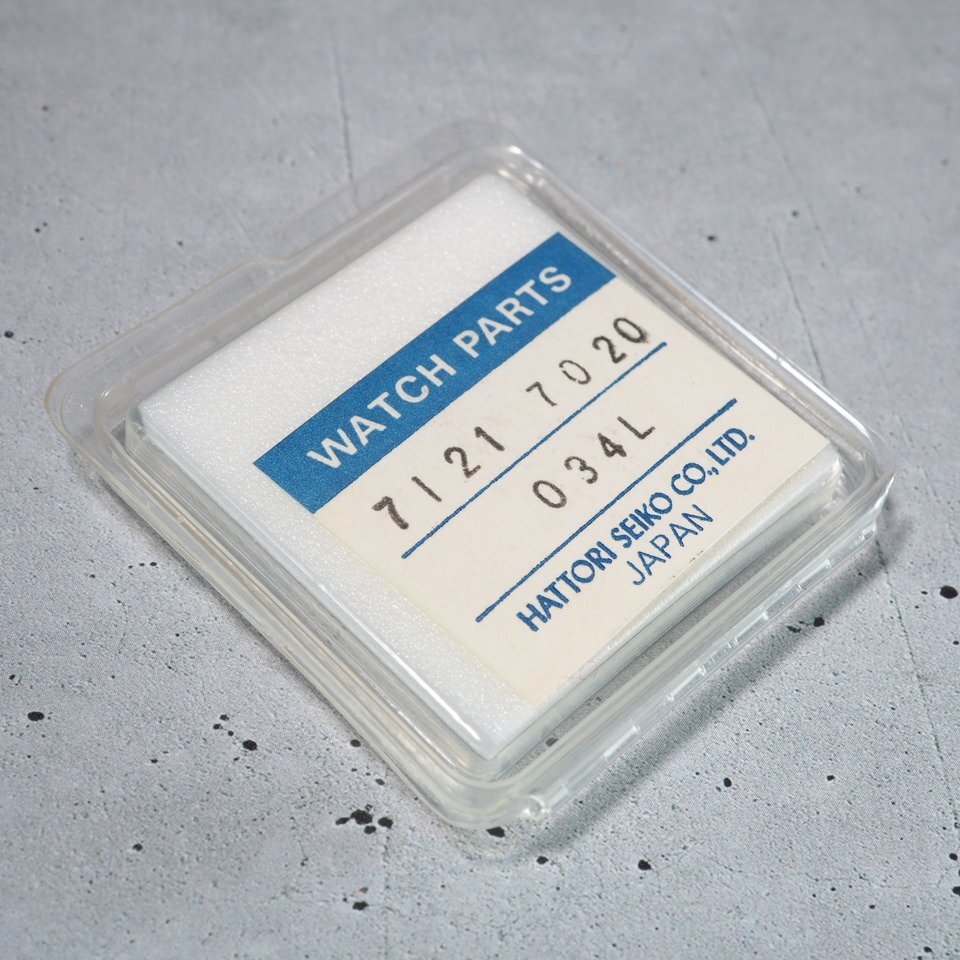 WATCH PARTS
7121 7020
034L
HATTORI SEIKO CO., LTD.
JAPAN